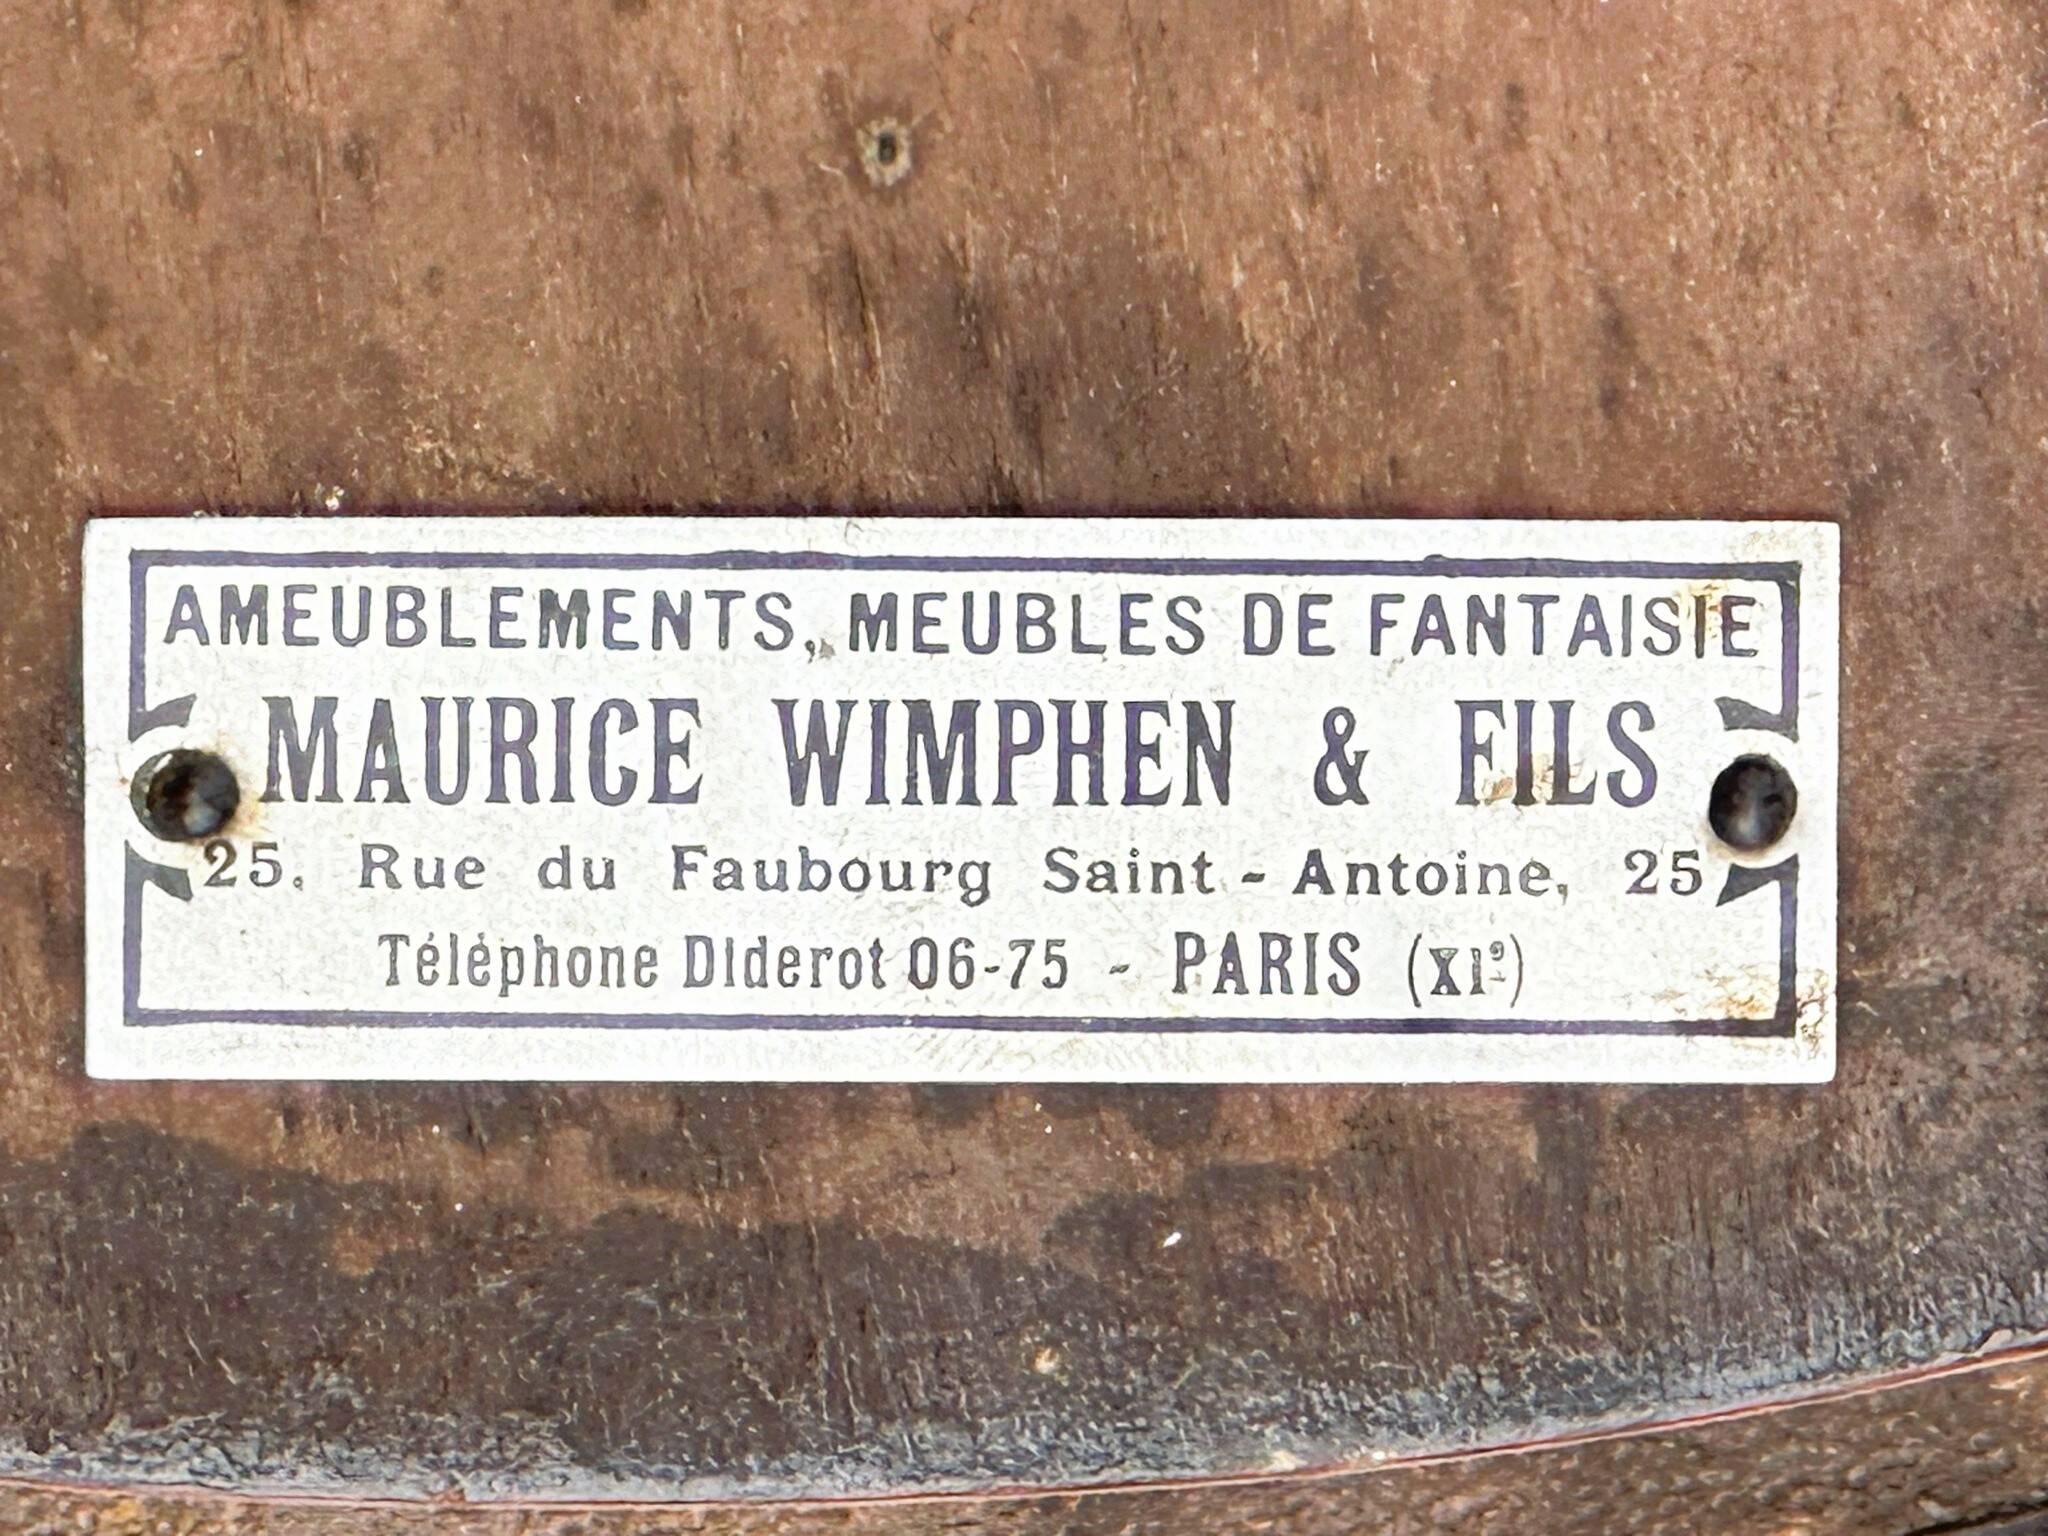 AMEUBLEMENTS, MEUBLES DE FANTAISIE
MAURICE WIMPHEN & FILS
25. Rue du Faubourg Saint-Antoine, 25
Téléphone Diderot 06-75 - PARIS (XIᵉ)